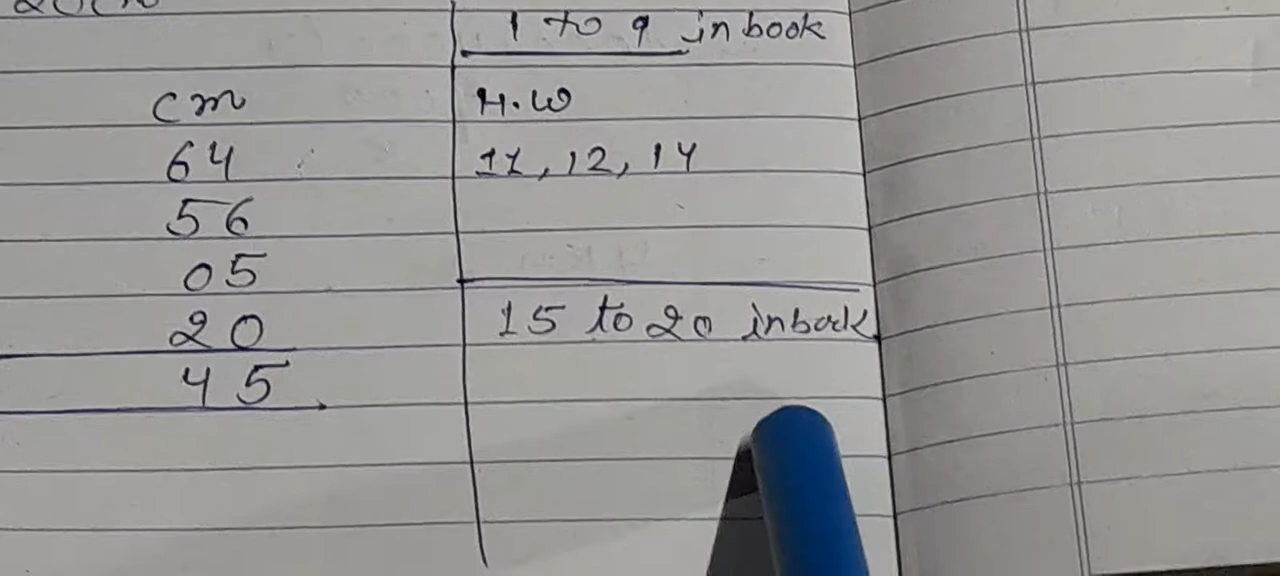 1 to 9 in book
cm
64
56
05
20
45
H.W
11, 12, 14
15 to 20 in book